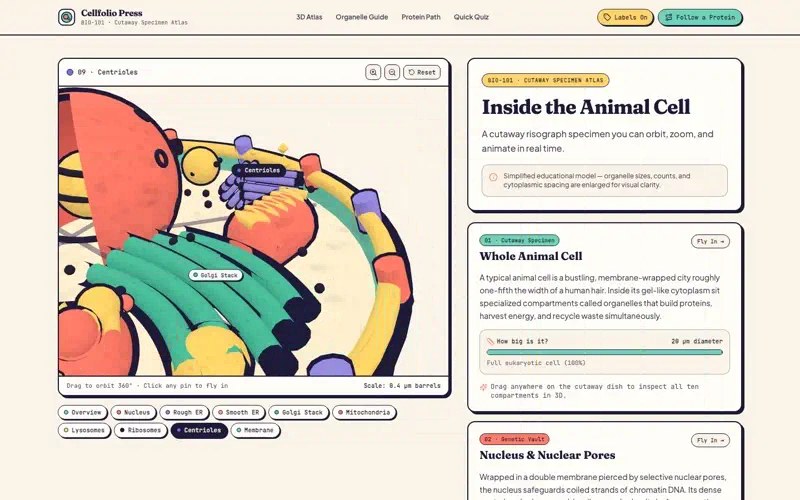 Cellfolio Press
BIO-101 · Cutaway Specimen Atlas
3D Atlas
Organelle Guide
Protein Path
Quick Quiz
Labels On
Follow a Protein
09 · Centrioles
Reset
Centrioles
Golgi Stack
Drag to orbit 360° · Click any pin to fly in
Scale: 0.4 µm barrels
Overview
Nucleus
Rough ER
Smooth ER
Golgi Stack
Mitochondria
Lysosomes
Ribosomes
Centrioles
Membrane
BIO-101 · CUTAWAY SPECIMEN ATLAS
Inside the Animal Cell
A cutaway risograph specimen you can orbit, zoom, and
animate in real time.
Simplified educational model — organelle sizes, counts, and
cytoplasmic spacing are enlarged for visual clarity.
01 · Cutaway Specimen
Fly In →
Whole Animal Cell
A typical animal cell is a bustling, membrane-wrapped city roughly
one-fifth the width of a human hair. Inside its gel-like cytoplasm sit
specialized compartments called organelles that build proteins,
harvest energy, and recycle waste simultaneously.
How big is it?
20 µm diameter
Full eukaryotic cell (100%)
Drag anywhere on the cutaway dish to inspect all ten
compartments in 3D.
02 · Genetic Vault
Fly In →
Nucleus & Nuclear Pores
Wrapped in a double membrane pierced by selective nuclear pores,
the nucleus safeguards coiled strands of chromatin DNA. Its dense